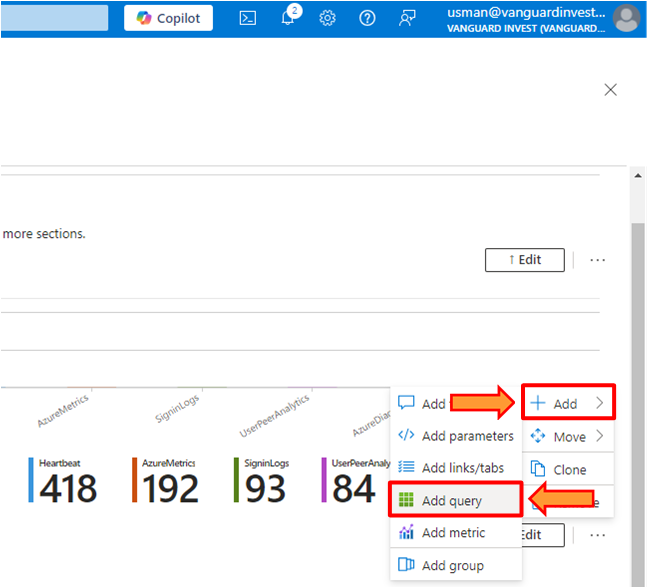 Copilot
2
usman@vanguardinvest...
VANGUARD INVEST (VANGUARD...
more sections.
↑ Edit
...
AzureMetrics
SigninLogs
UserPeerAnalytics
AzureDia
Heartbeat
418
AzureMetrics
192
SigninLogs
93
UserPeerAnaly
84
Add
Add parameters
Add links/tabs
Add query
Add metric
Add group
Add
Move
Clone
Edit
...